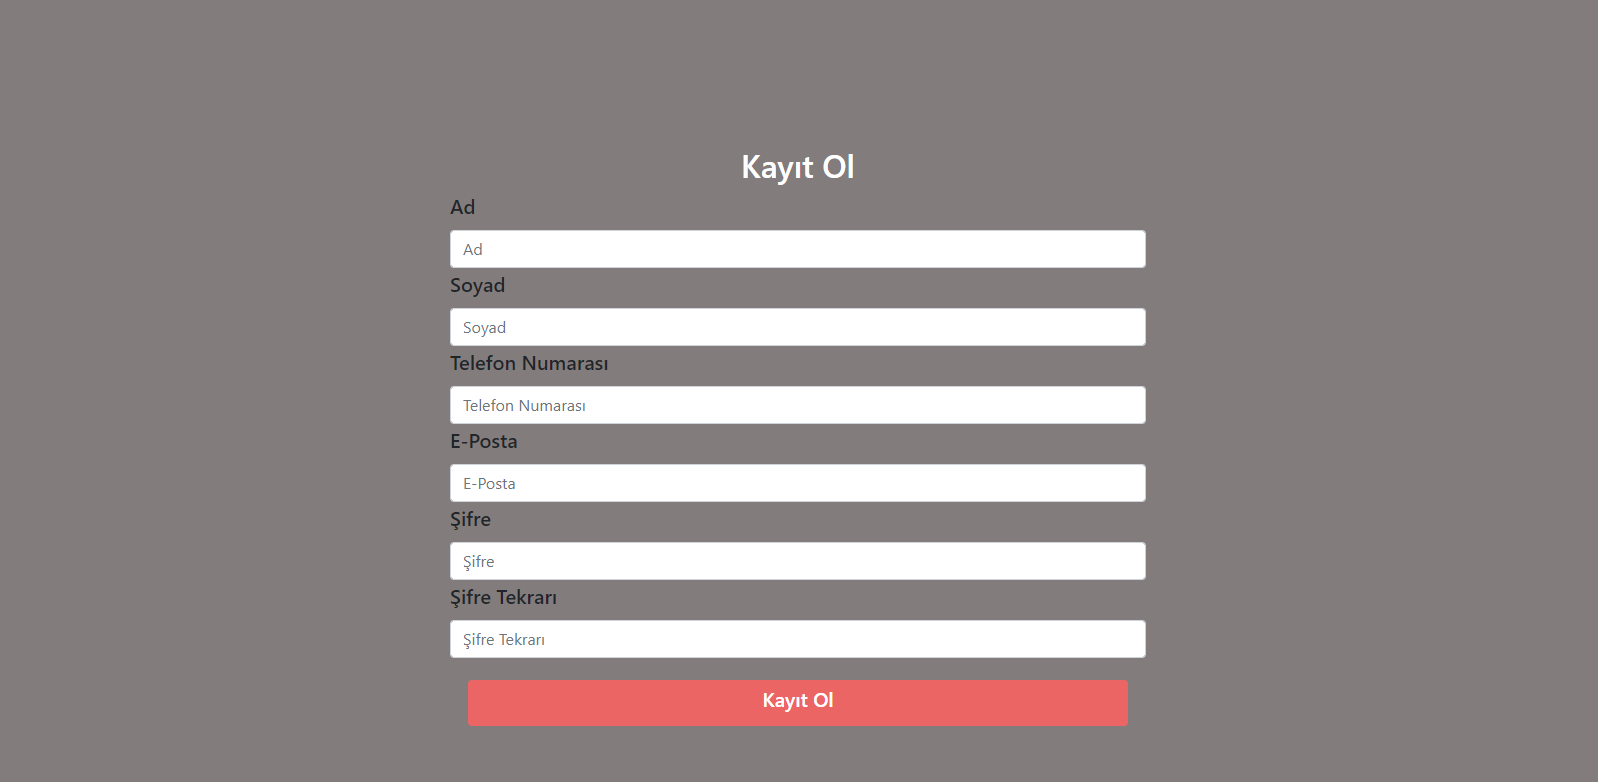 Kayıt Ol
Ad
Ad
Soyad
Soyad
Telefon Numarası
Telefon Numarası
E-Posta
E-Posta
Şifre
Şifre
Şifre Tekrarı
Şifre Tekrarı
Kayıt Ol